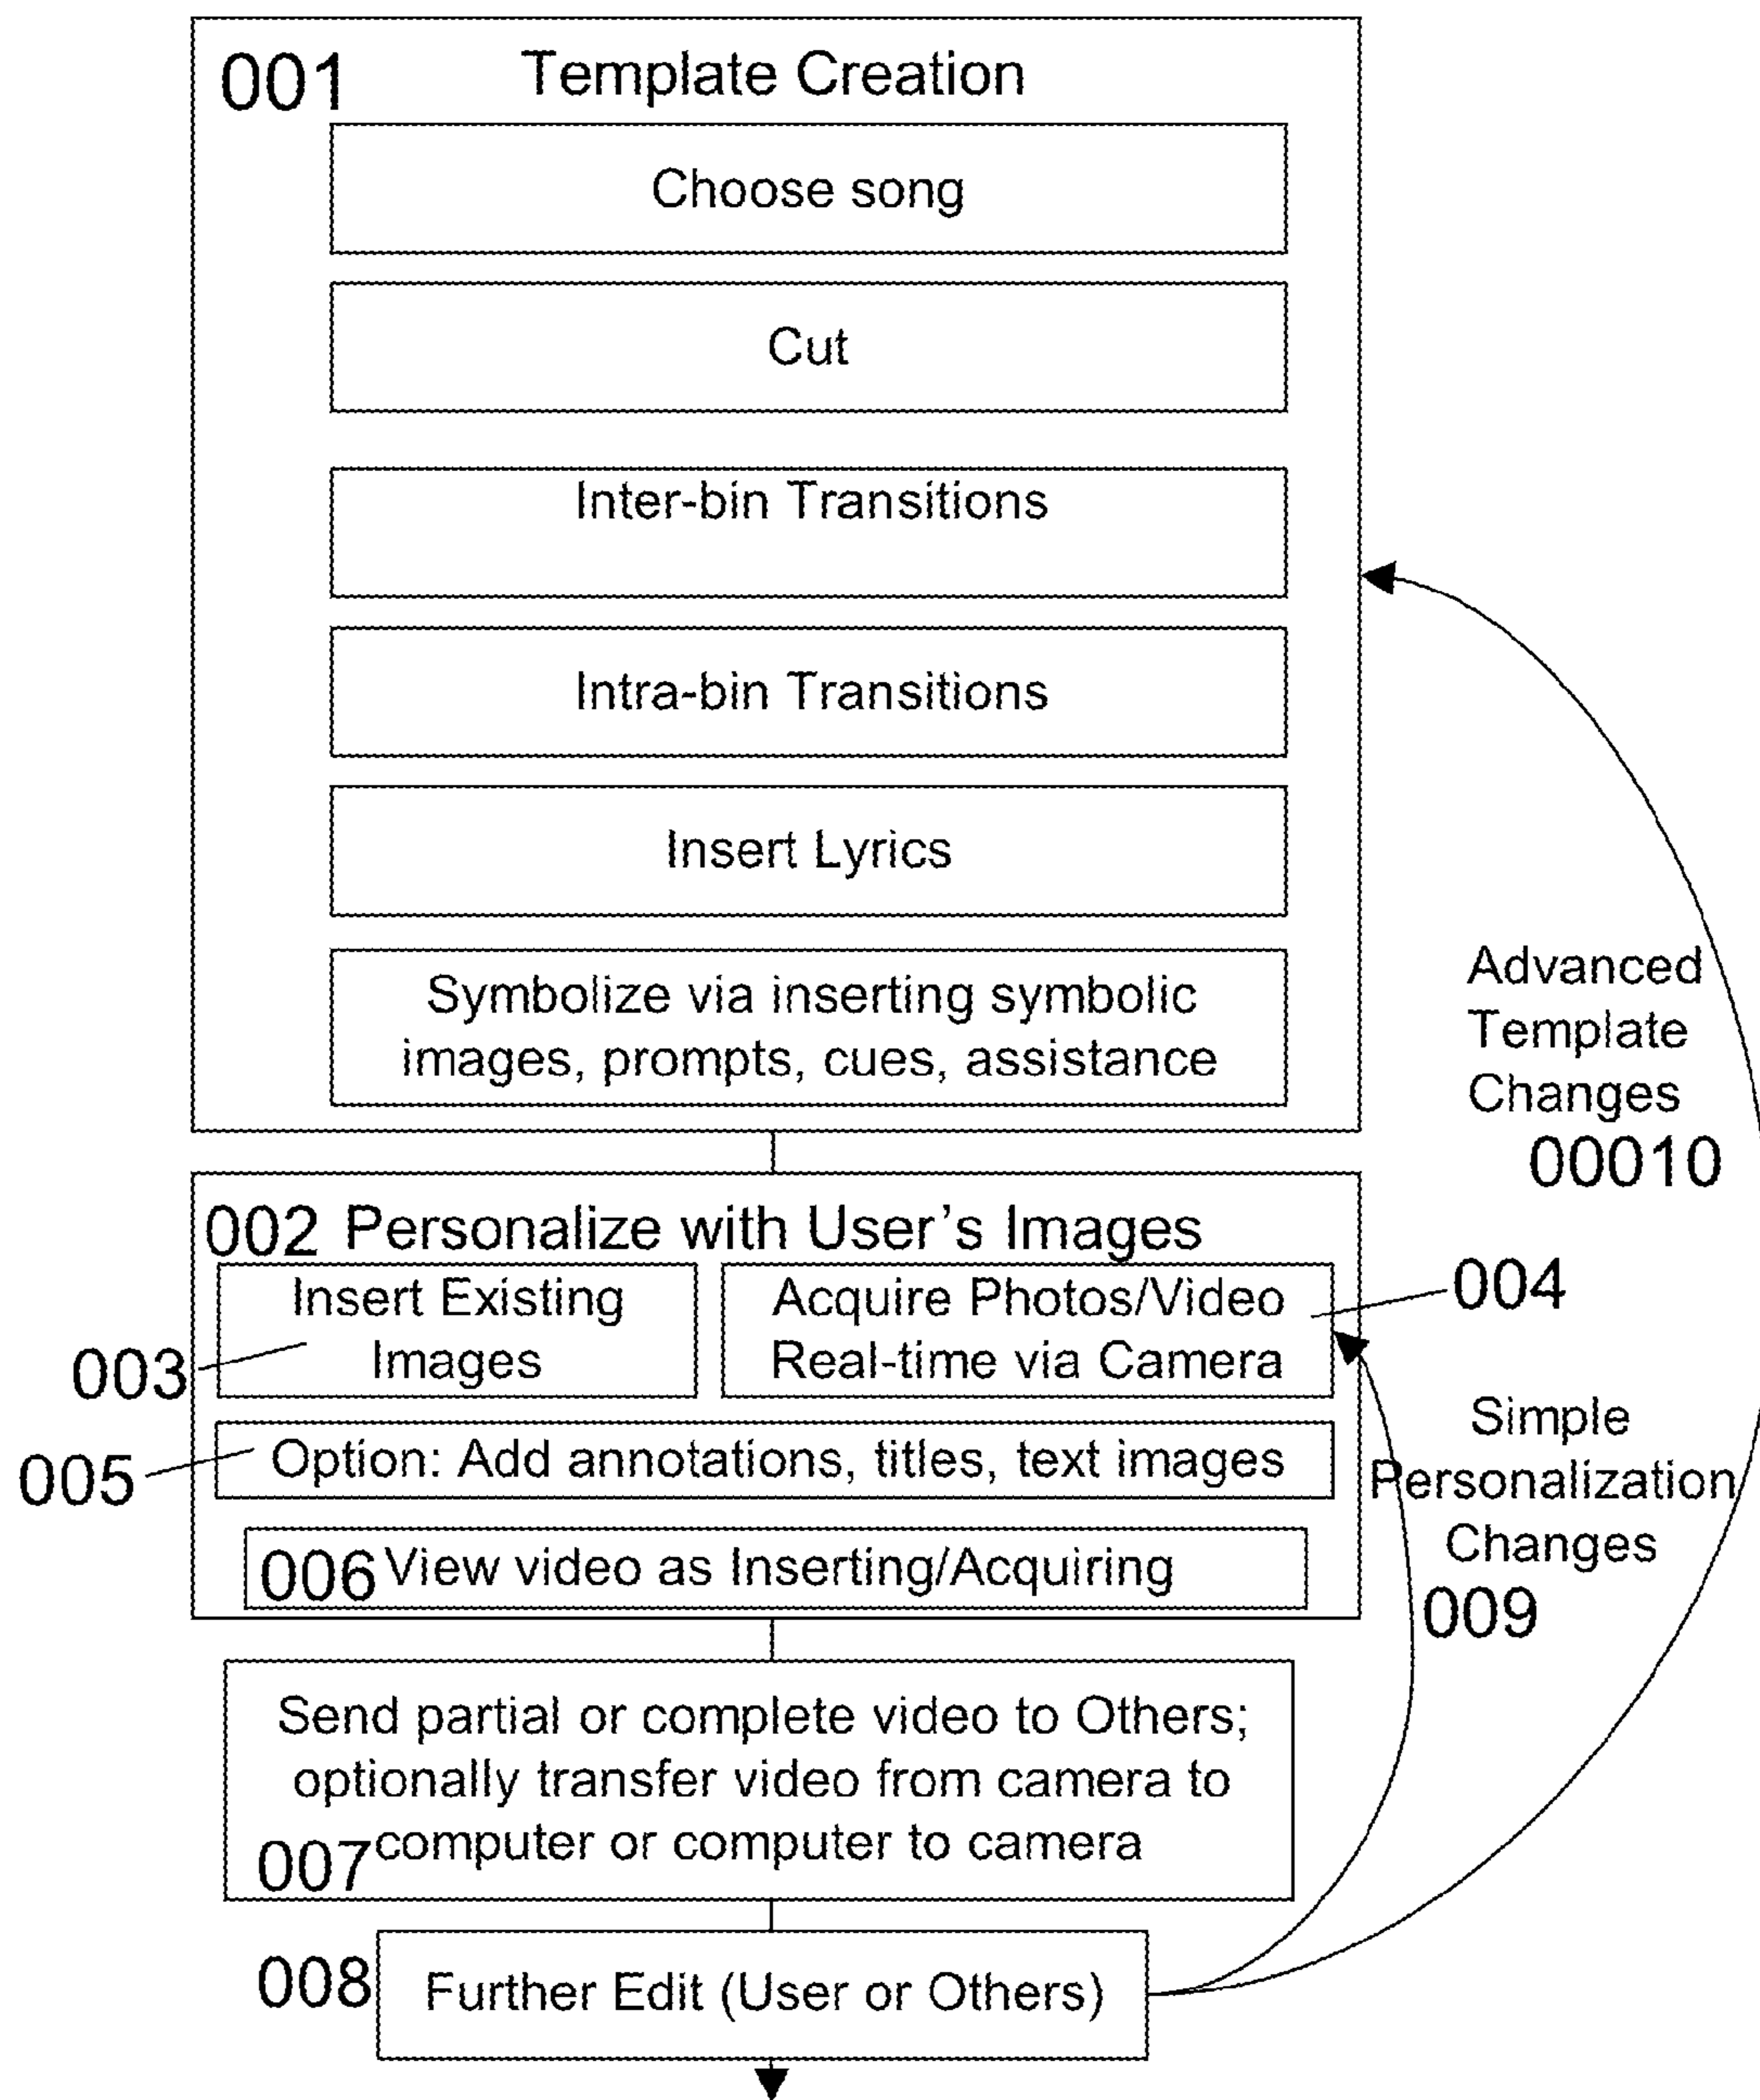 001 Template Creation
Choose song
Cut
Inter-bin Transitions
Intra-bin Transitions
Insert Lyrics
Symbolize via inserting symbolic
images, prompts, cues, assistance
Advanced
Template
Changes
00010
002 Personalize with User's Images
Insert Existing
Images
003
Acquire Photos/Video
Real-time via Camera
004
005
Option: Add annotations, titles, text images
006 View video as Inserting/Acquiring
Simple
Personalization
Changes
009
Send partial or complete video to Others;
optionally transfer video from camera to
007 computer or computer to camera
008
Further Edit (User or Others)